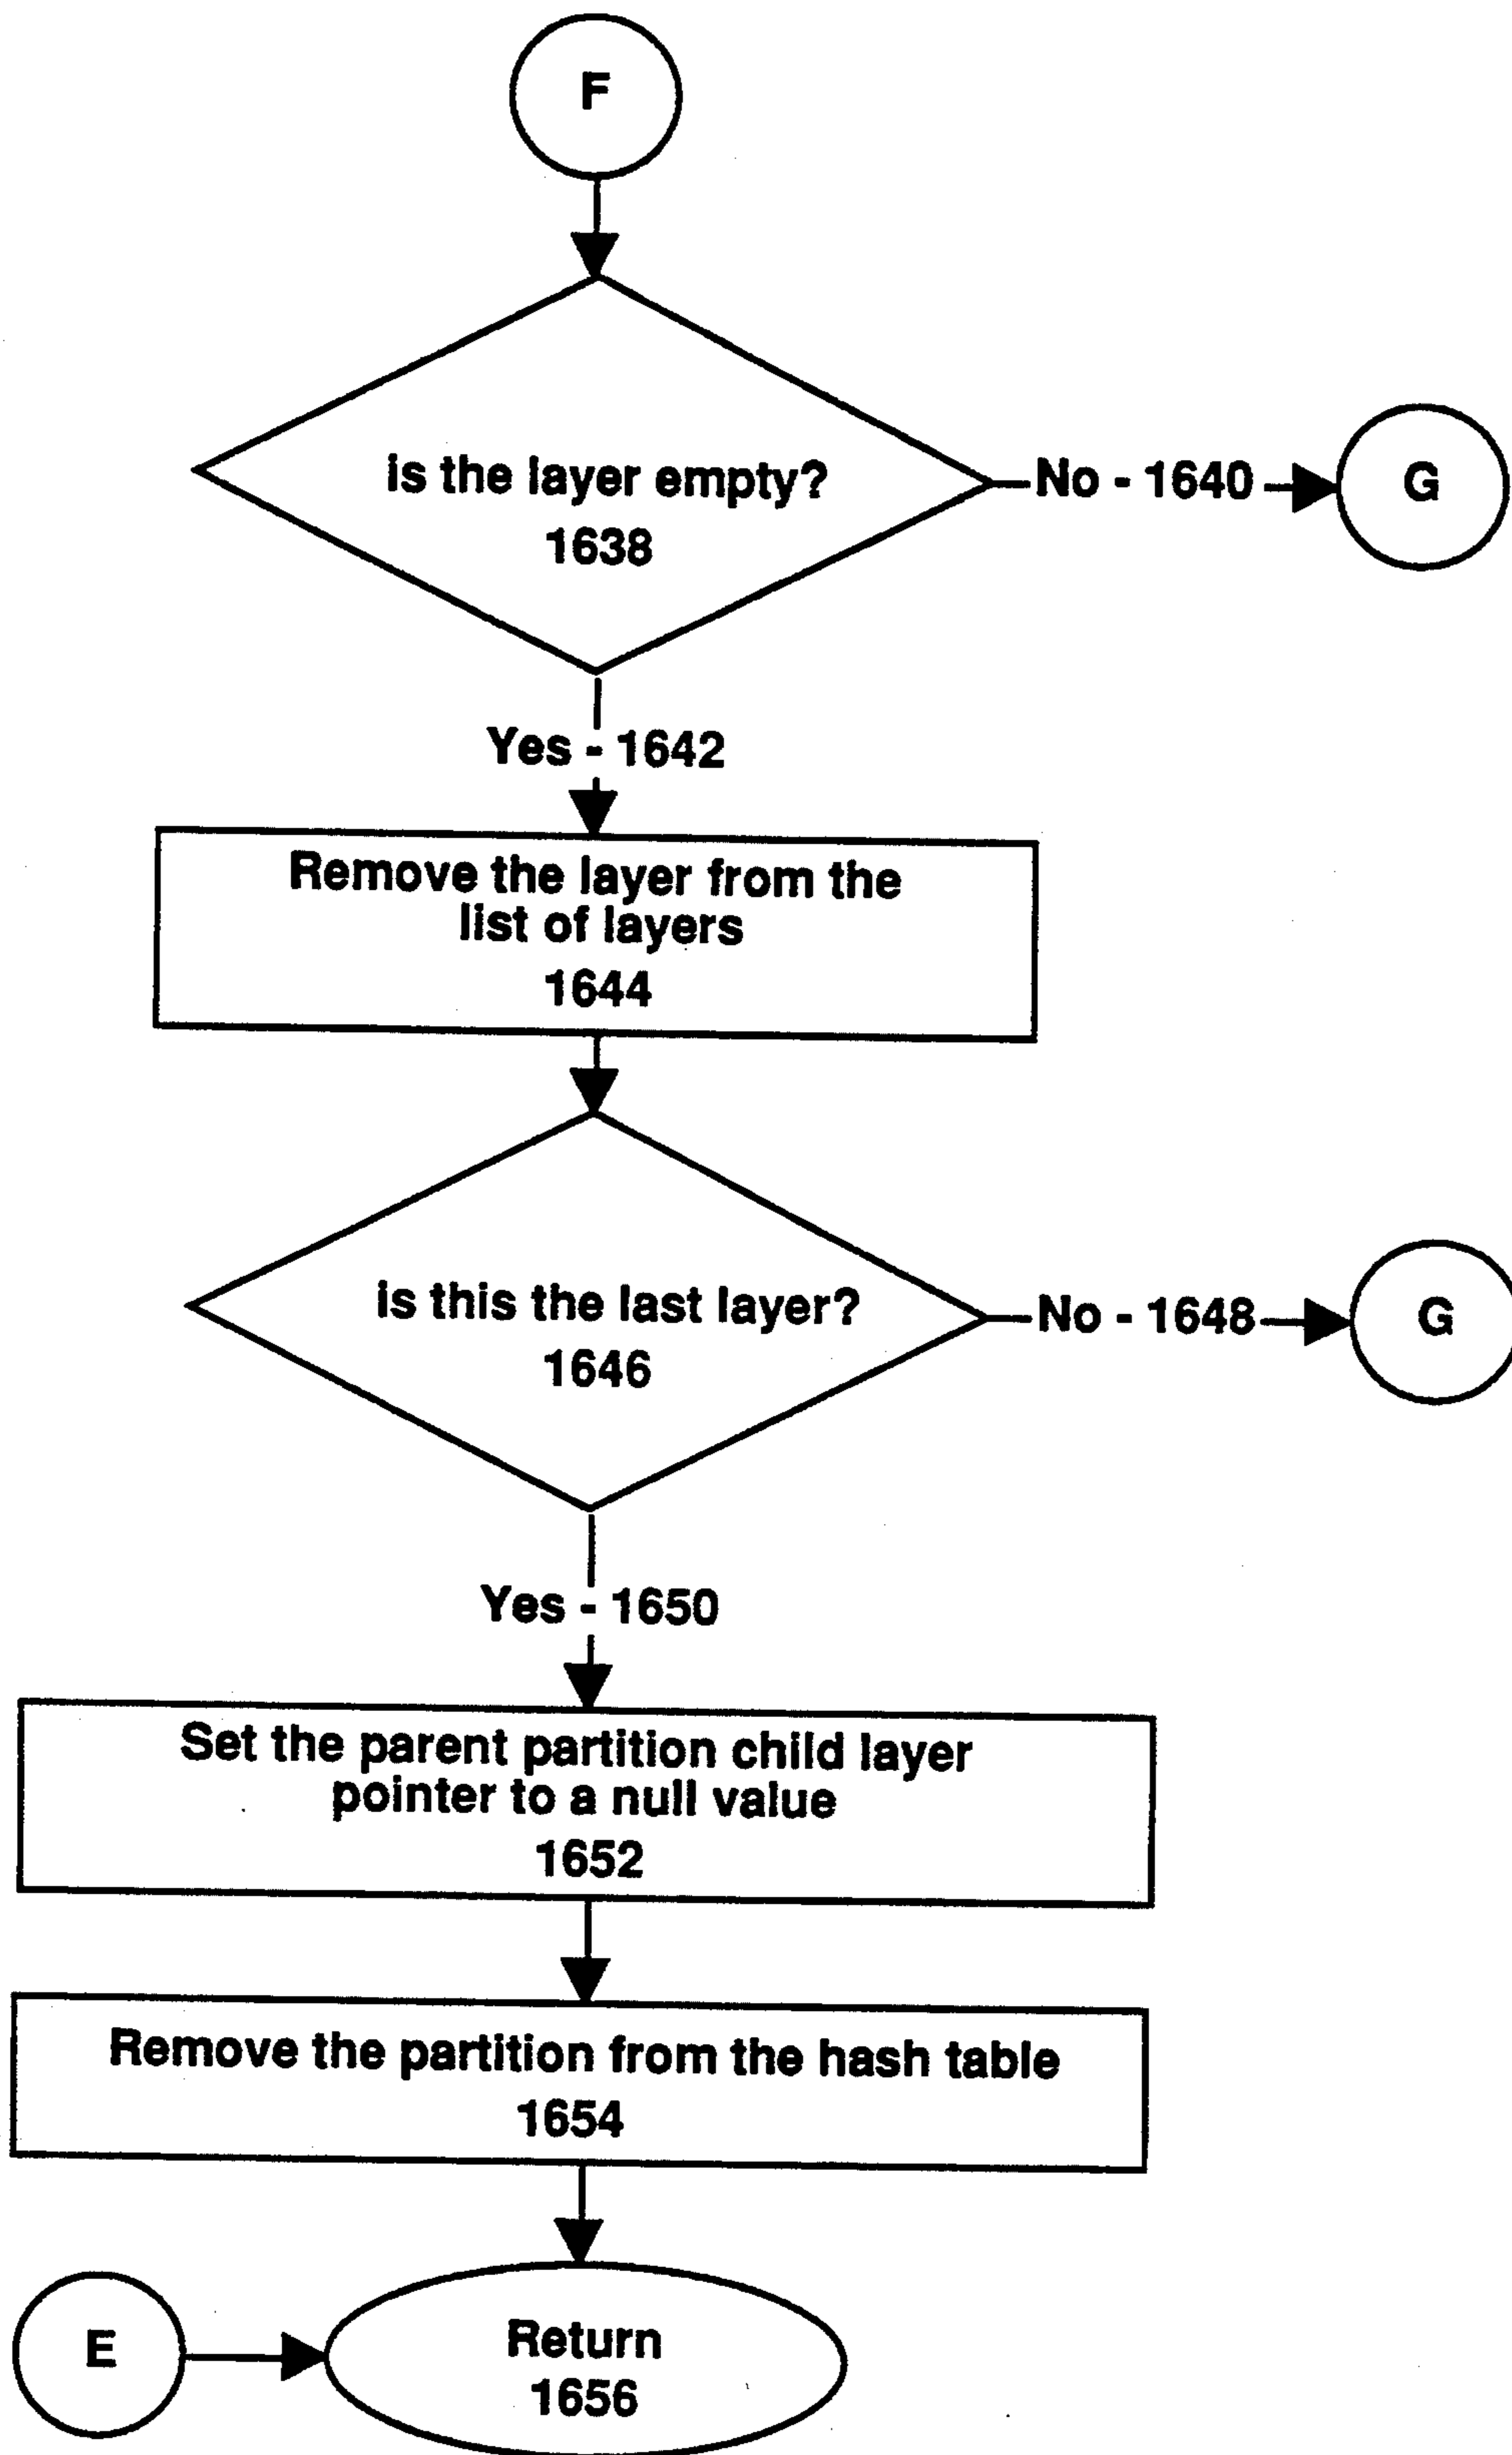 F
is the layer empty?
1638
No - 1640
G
Yes - 1642
Remove the layer from the
list of layers
1644
is this the last layer?
1646
No - 1648
G
Yes - 1650
Set the parent partition child layer
pointer to a null value
1652
Remove the partition from the hash table
1654
E
Return
1656